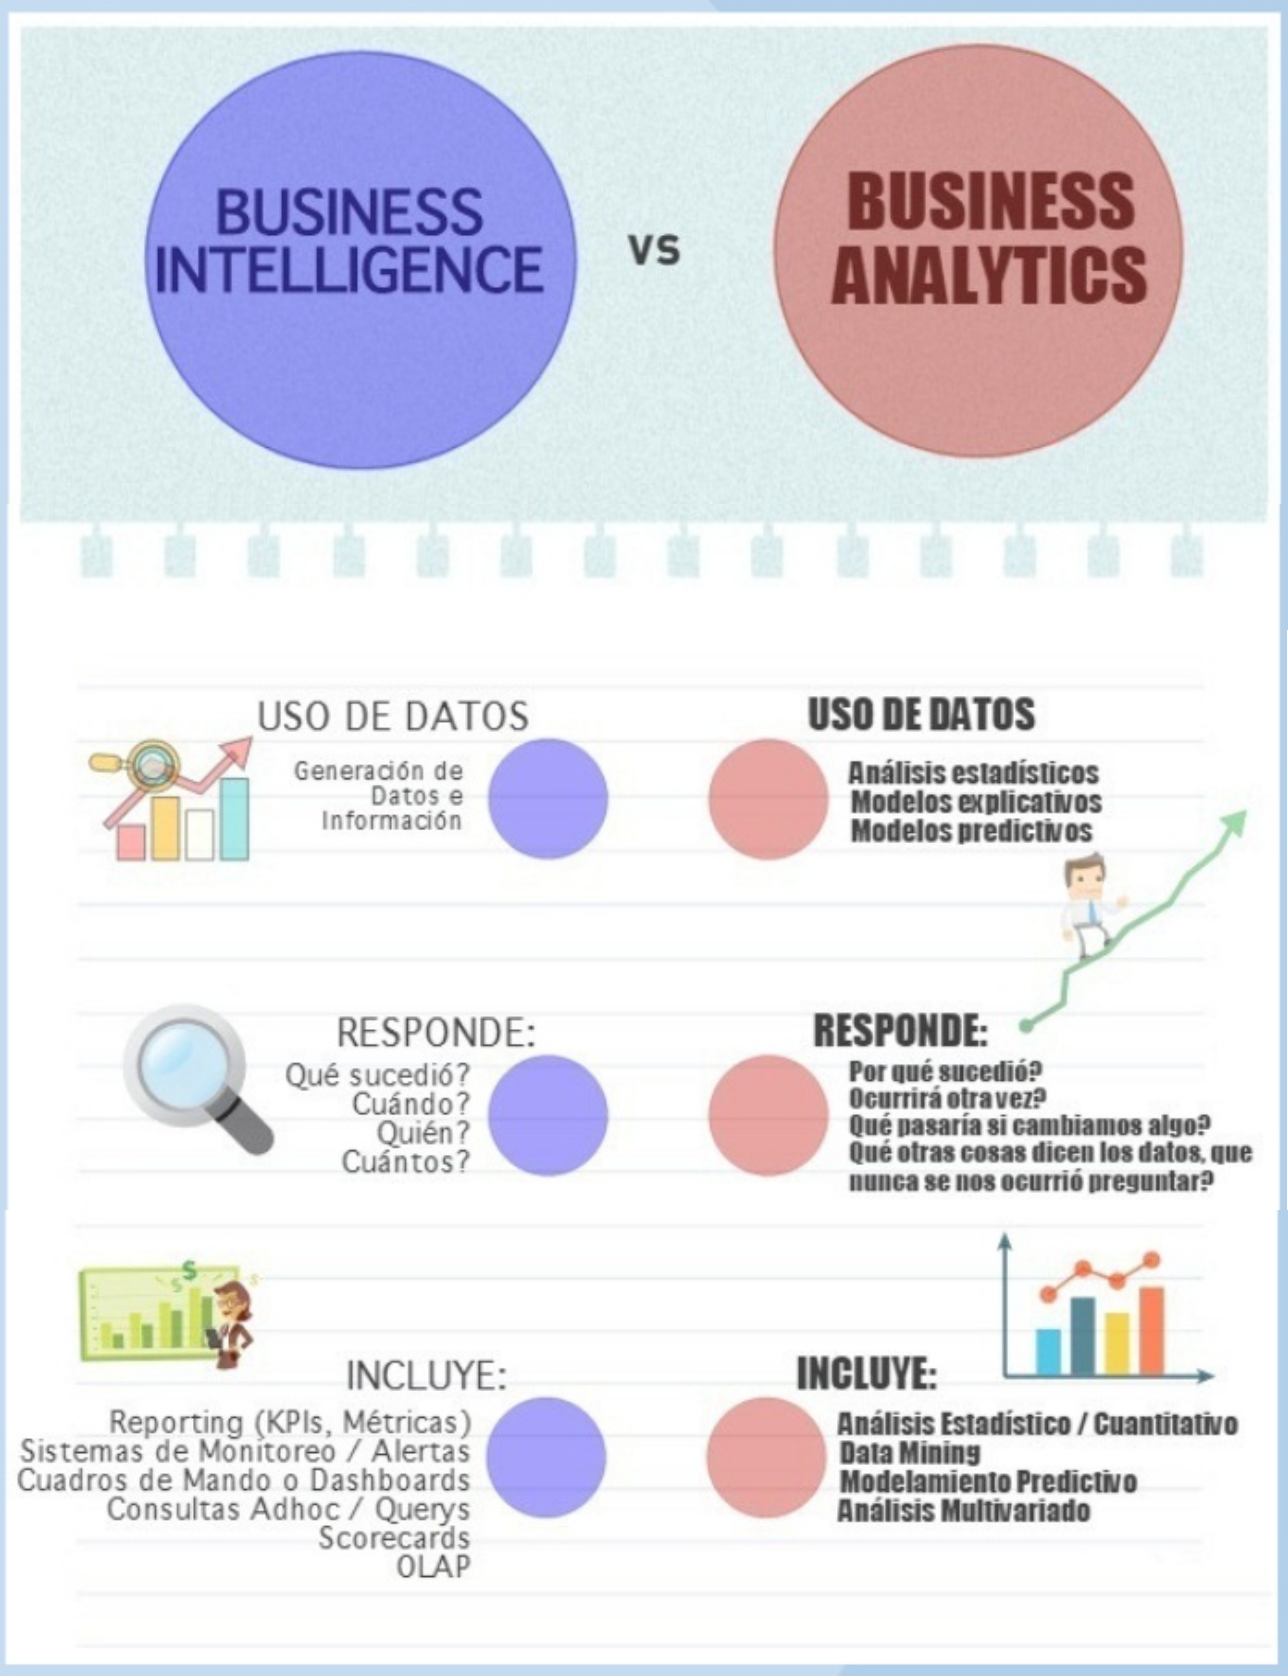 BUSINESS
INTELLIGENCE
VS
BUSINESS
ANALYTICS
USO DE DATOS
Generación de
Datos e
Información
USO DE DATOS
Análisis estadísticos
Modelos explicativos
Modelos predictivos
RESPONDE:
Qué sucedió?
Cuándo?
Quién?
Cuántos?
RESPONDE:
Por qué sucedió?
Ocurrirá otra vez?
Qué pasaría si cambiamos algo?
Qué otras cosas dicen los datos, que
nunca se nos ocurrió preguntar?
$
$
$
INCLUYE:
Reporting (KPIs, Métricas)
Sistemas de Monitoreo / Alertas
Cuadros de Mando o Dashboards
Consultas Adhoc / Querys
Scorecards
OLAP
INCLUYE:
Análisis Estadístico / Cuantitativo
Data Mining
Modelamiento Predictivo
Análisis Multivariado